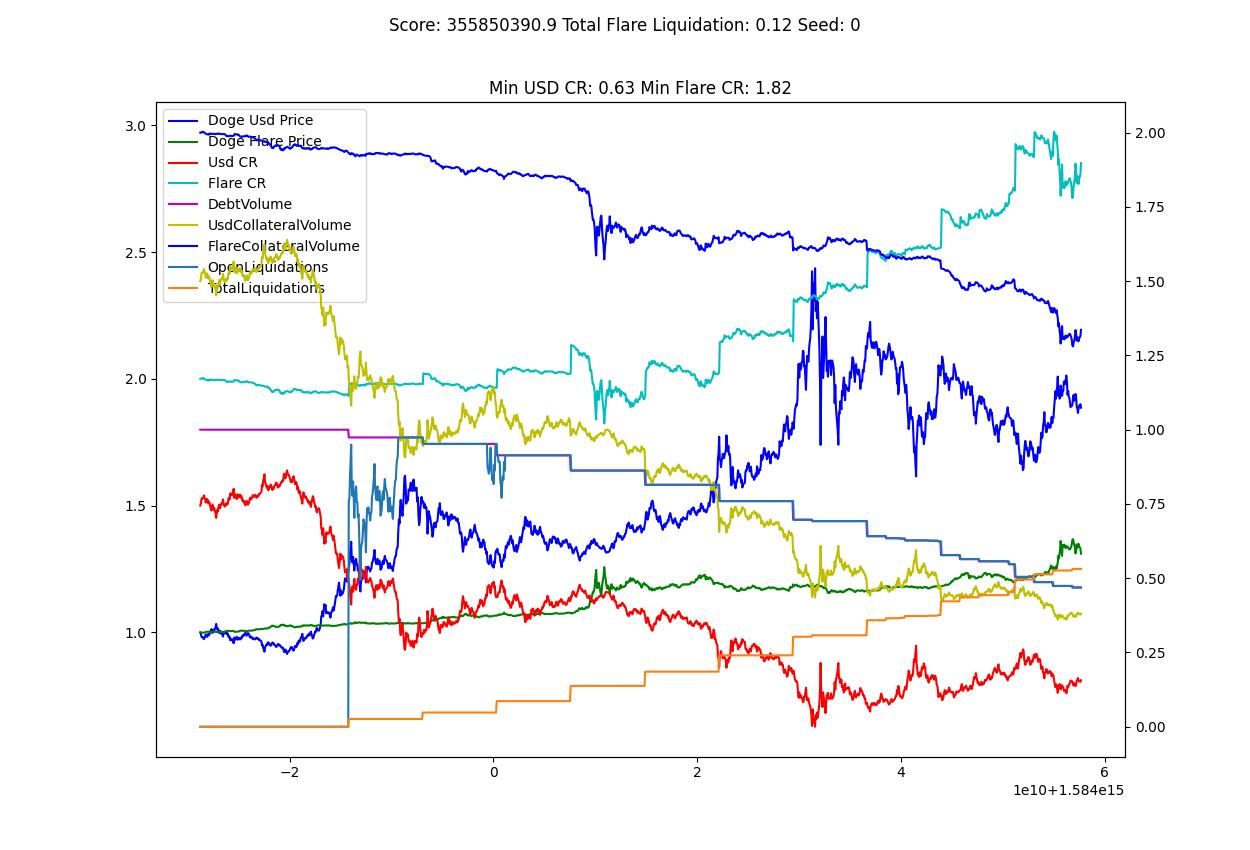 Score: 355850390.9 Total Flare Liquidation: 0.12 Seed: 0
Min USD CR: 0.63 Min Flare CR: 1.82
Doge Usd Price
Doge Flare Price
Usd CR
Flare CR
DebtVolume
UsdCollateralVolume
FlareCollateralVolume
OpenLiquidations
TotalLiquidations
3.0
2.5
2.0
1.5
1.0
2.00
1.75
1.50
1.25
1.00
0.75
0.50
0.25
0.00
−2
0
2
4
6
1e10+1.584e15